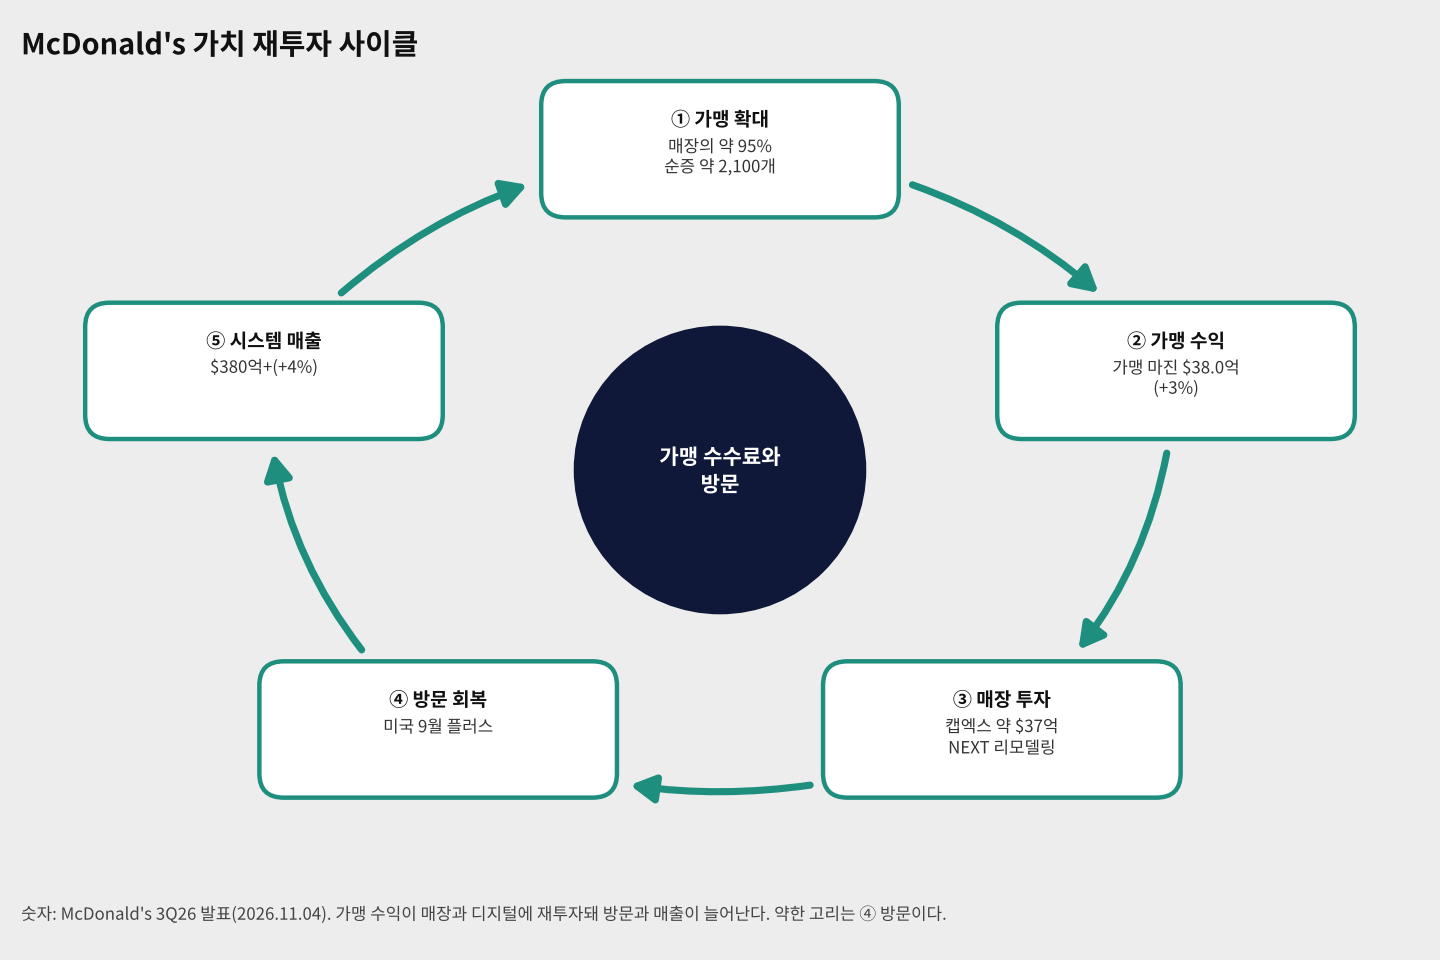 McDonald's 가치 재투자 사이클
① 가맹 확대
매장의 약 95%
순증 약 2,100개
② 가맹 수익
가맹 마진 $38.0억
(+3%)
③ 매장 투자
캡엑스 약 $37억
NEXT 리모델링
④ 방문 회복
미국 9월 플러스
⑤ 시스템 매출
$380억+(+4%)
가맹 수수료와
방문
숫자: McDonald's 3Q26 발표(2026.11.04). 가맹 수익이 매장과 디지털에 재투자돼 방문과 매출이 늘어난다. 약한 고리는 ④ 방문이다.